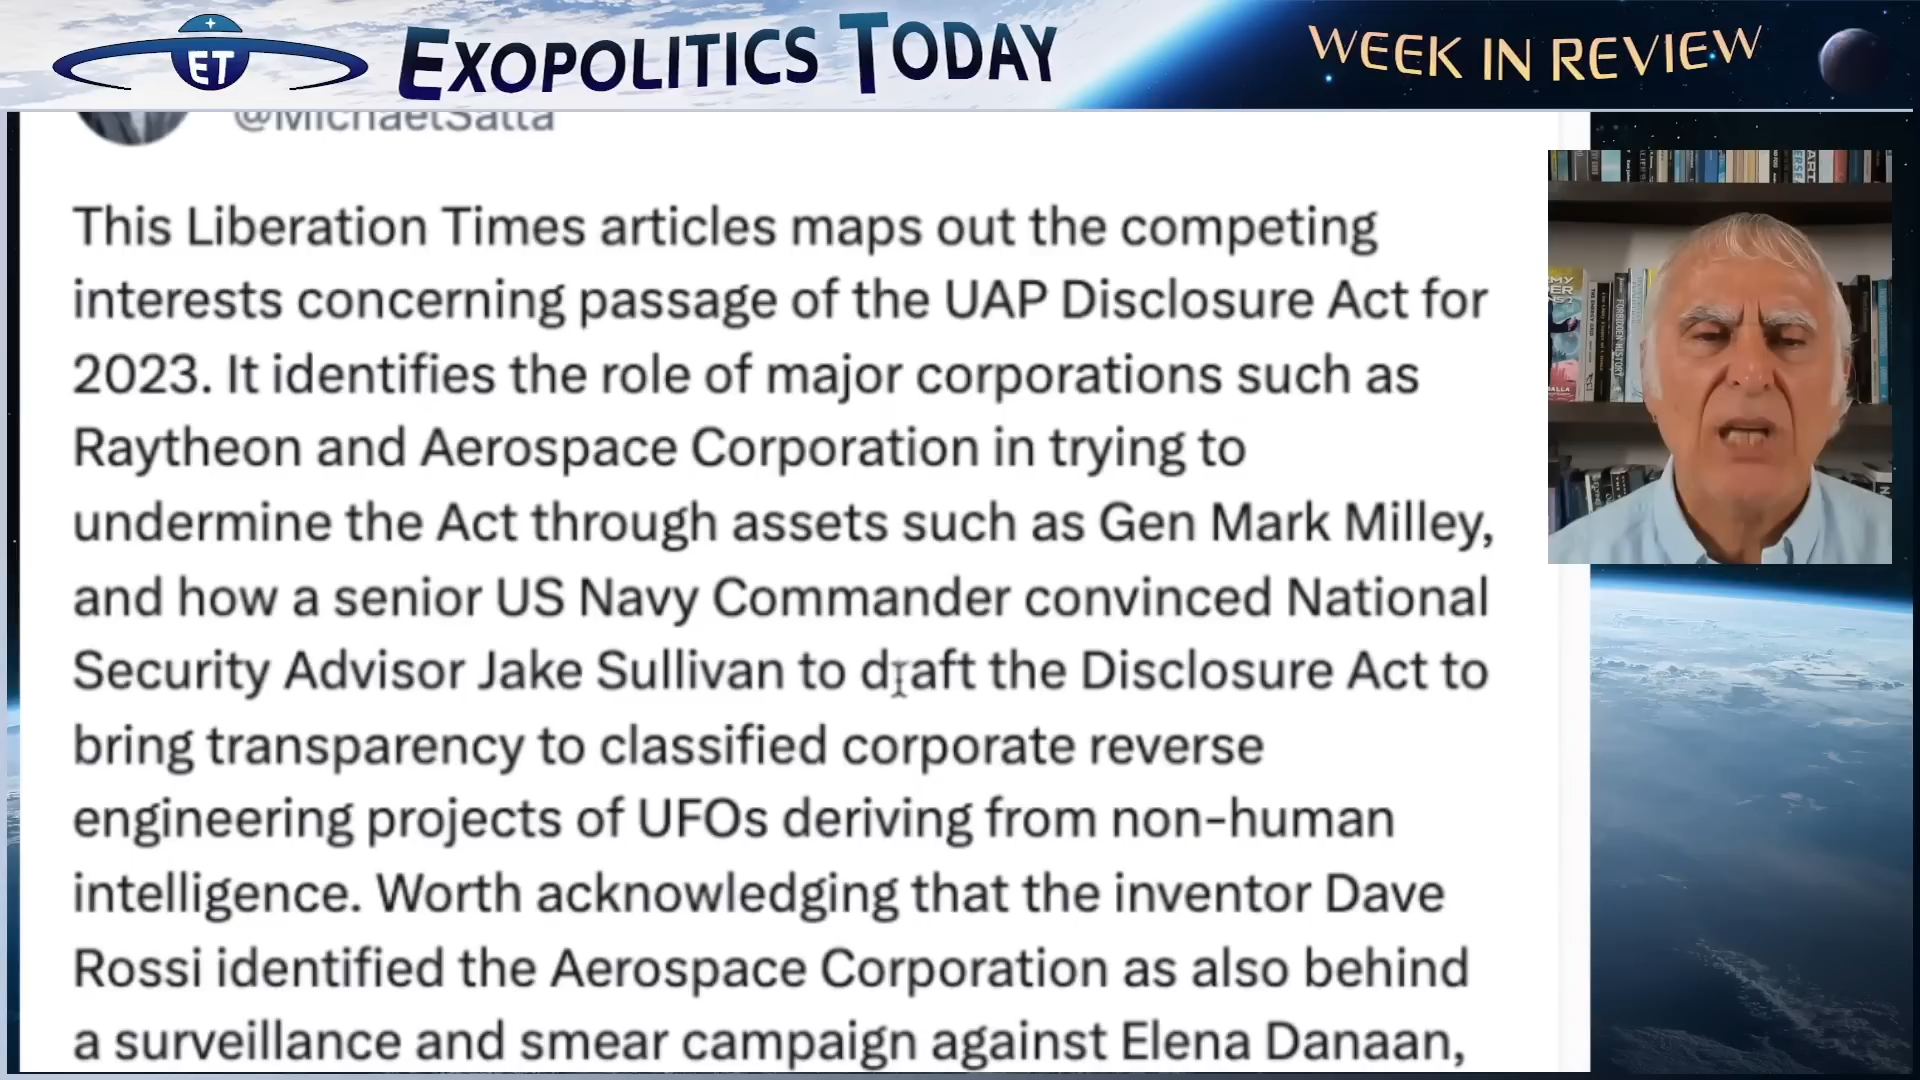 ET
EXOPOLITICS TODAY
WEEK IN REVIEW
@MichaelSalla
This Liberation Times articles maps out the competing
interests concerning passage of the UAP Disclosure Act for
2023. It identifies the role of major corporations such as
Raytheon and Aerospace Corporation in trying to
undermine the Act through assets such as Gen Mark Milley,
and how a senior US Navy Commander convinced National
Security Advisor Jake Sullivan to draft the Disclosure Act to
bring transparency to classified corporate reverse
engineering projects of UFOs deriving from non-human
intelligence. Worth acknowledging that the inventor Dave
Rossi identified the Aerospace Corporation as also behind
a surveillance and smear campaign against Elena Danaan,
FORBIDDEN HISTORY